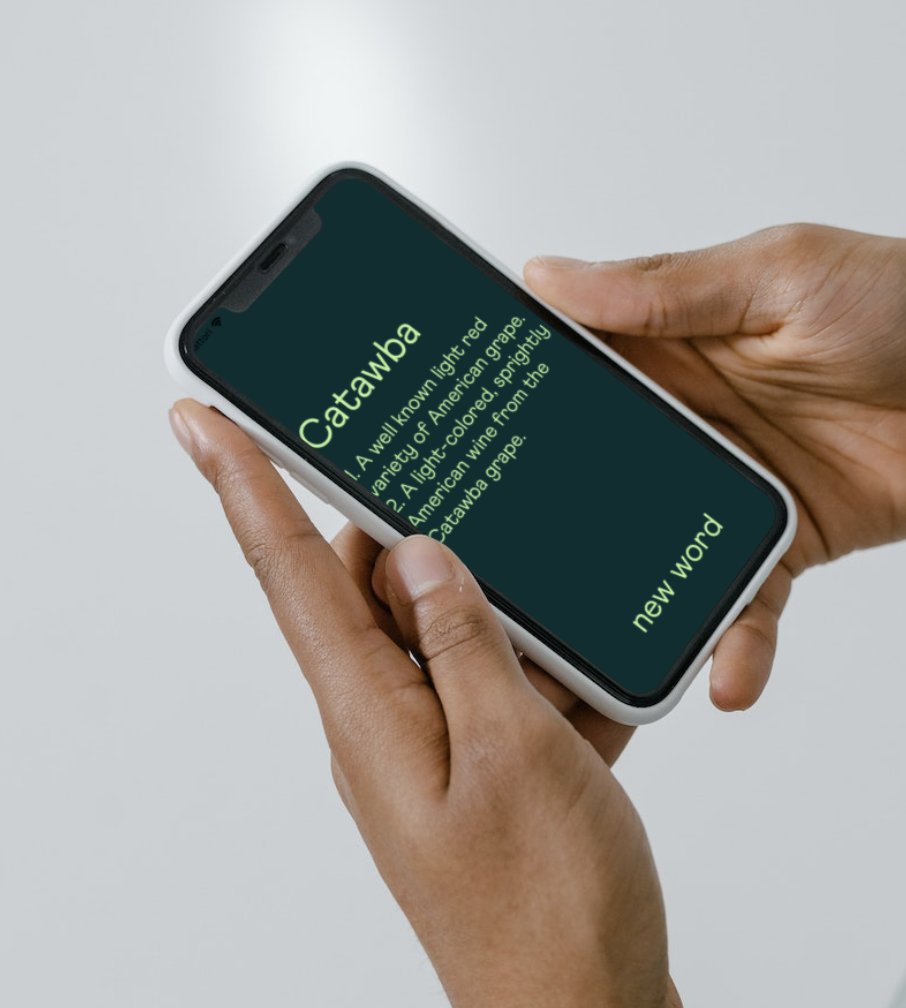 Catawba
1. A well known light red
variety of American grape.
2. A light-colored, sprightly
American wine from the
Catawba grape.
new word